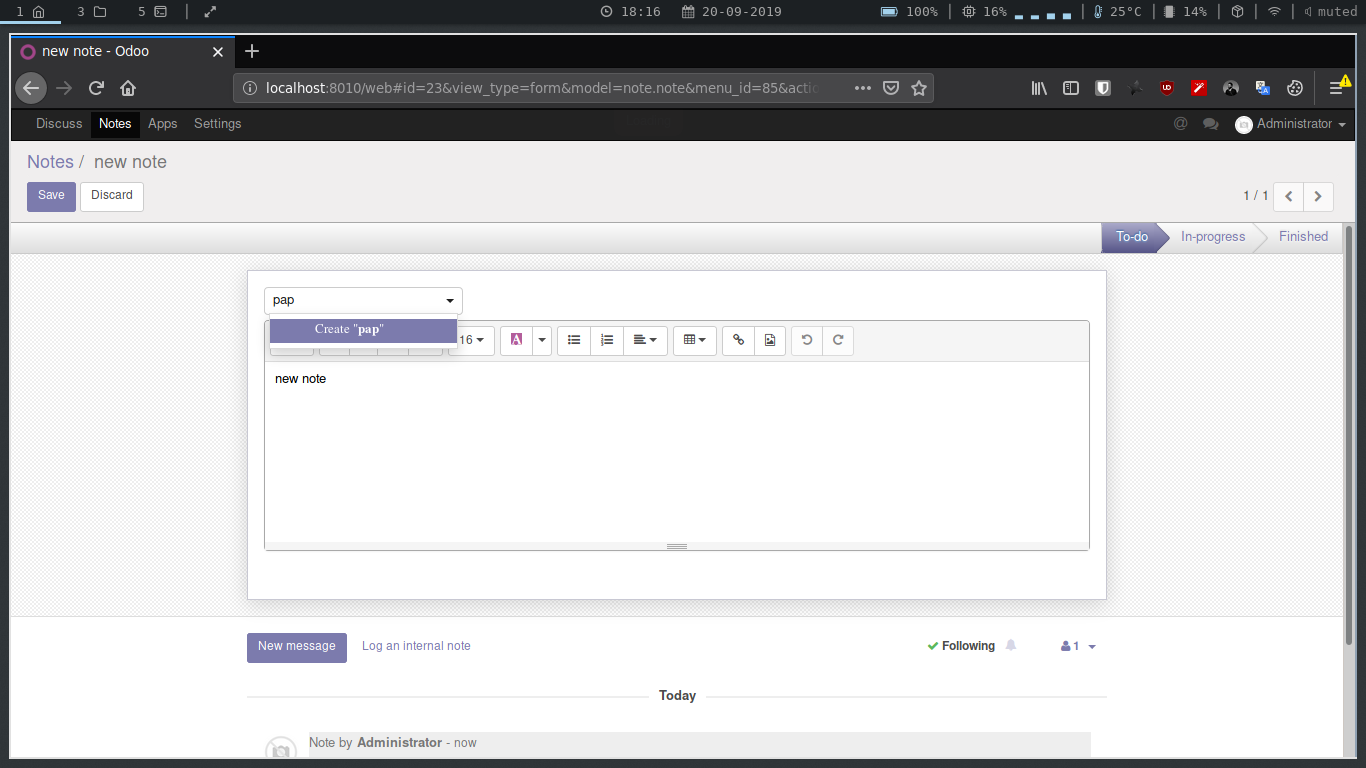 1 3 5 18:16 20-09-2019 100% 16% 25°C 14% muted
new note - Odoo
localhost:8010/web#id=23&view_type=form&model=note.note&menu_id=85&actio
Discuss Notes Apps Settings @ Administrator
Notes / new note
Save Discard 1 / 1
To-do In-progress Finished
pap
Create "pap"
16 A
new note
New message Log an internal note Following 1
Today
Note by Administrator - now